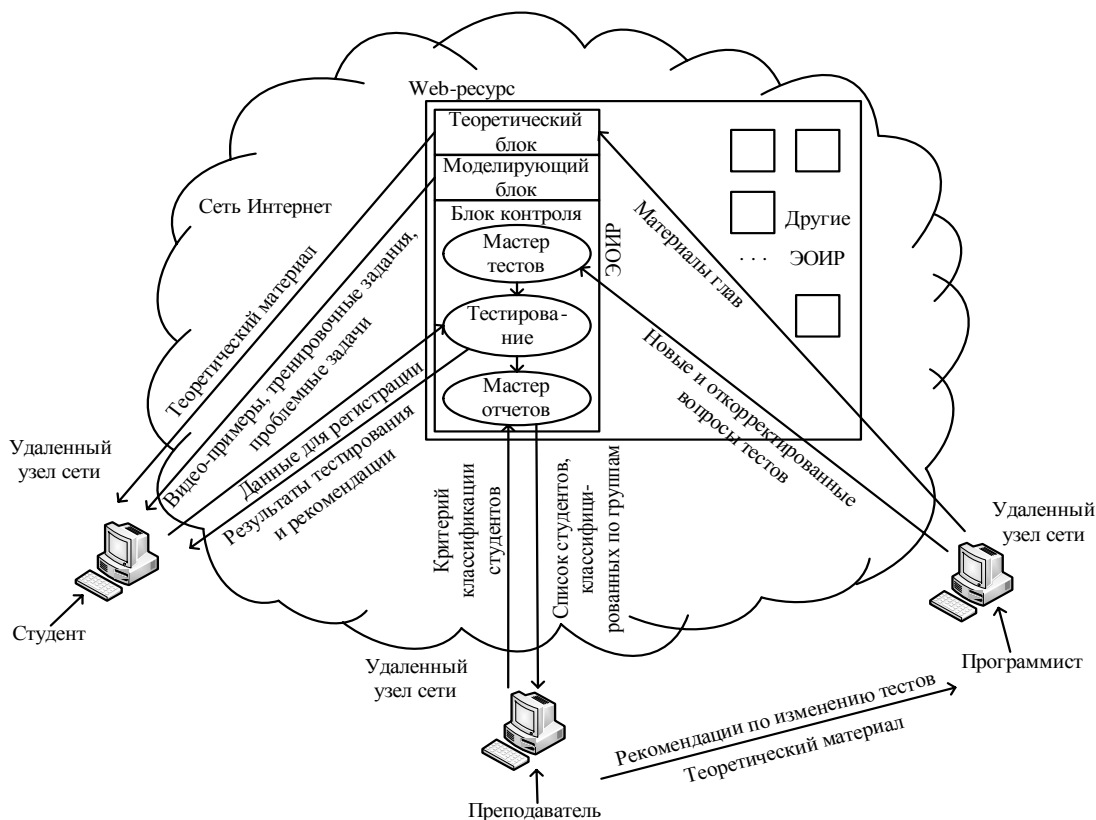 Web-ресурс
Теоретический
блок
Моделирующий
блок
Блок контроля
Мастер
тестов
Тестирова-
ние
Мастер
отчетов
ЭОИР
Другие
. . . ЭОИР
Сеть Интернет
Теоретический материал
Видео-примеры, тренировочные задания,
проблемные задачи
Данные для регистрации
Результаты тестирования
и рекомендации
Материалы глав
Новые и откорректированные
вопросы тестов
Удаленный
узел сети
Студент
Критерий
классификации
студентов
Список студентов,
классифици-
рованных по группам
Удаленный
узел сети
Преподаватель
Удаленный
узел сети
Программист
Рекомендации по изменению тестов
Теоретический материал